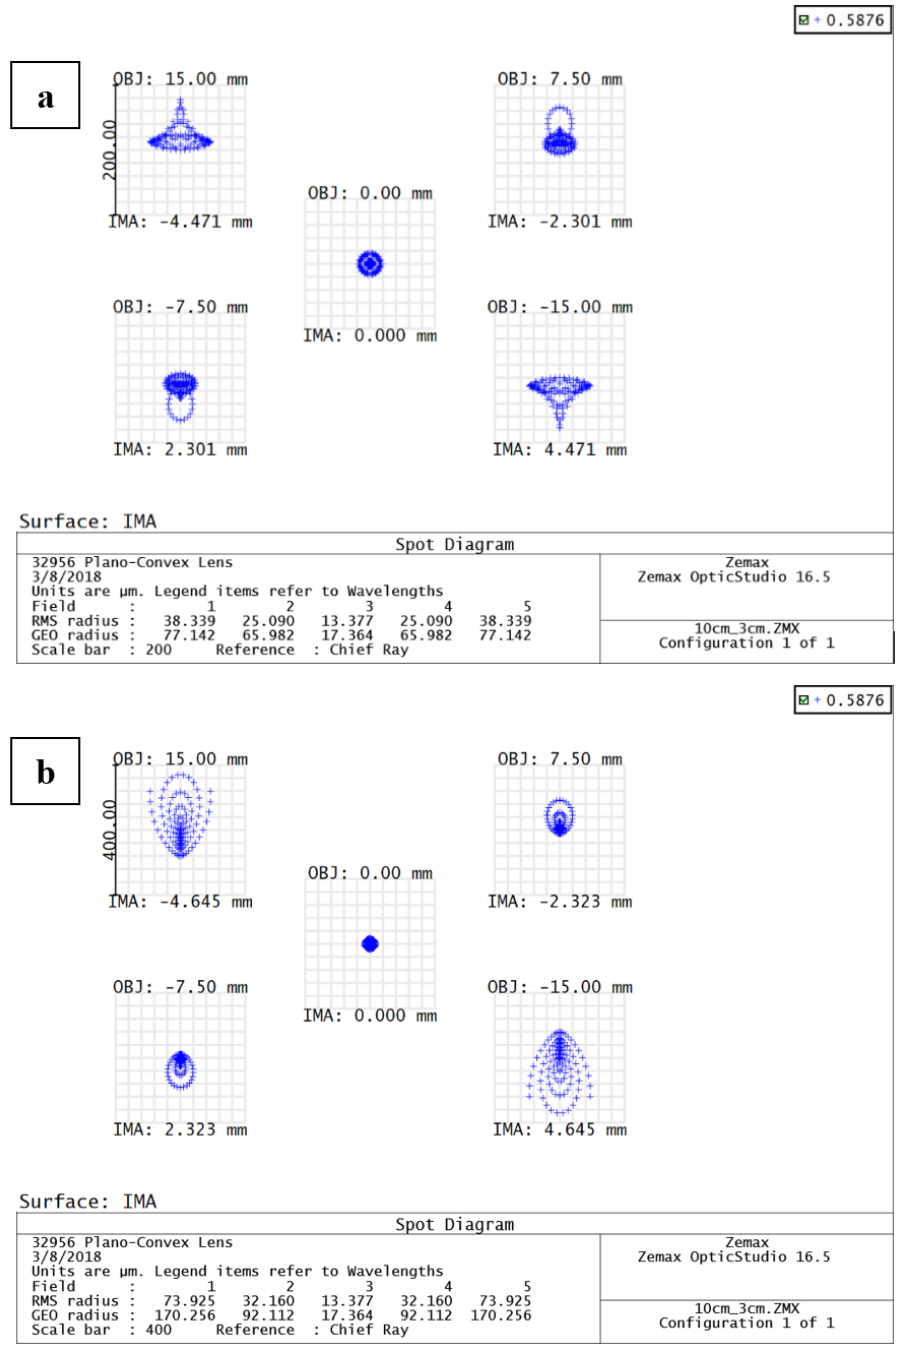 + 0.5876
a
OBJ: 15.00 mm
OBJ: 7.50 mm
200.00
OBJ: 0.00 mm
IMA: -4.471 mm
IMA: -2.301 mm
OBJ: -7.50 mm
OBJ: -15.00 mm
IMA: 0.000 mm
IMA: 2.301 mm
IMA: 4.471 mm
Surface: IMA
Spot Diagram
32956 Plano-Convex Lens
3/8/2018
Units are µm. Legend items refer to Wavelengths
Field : 1 2 3 4 5
RMS radius : 38.339 25.090 13.377 25.090 38.339
GEO radius : 77.142 65.982 17.364 65.982 77.142
Scale bar : 200 Reference : Chief Ray
Zemax
Zemax OpticStudio 16.5
10cm_3cm.ZMX
Configuration 1 of 1
+ 0.5876
b
OBJ: 15.00 mm
OBJ: 7.50 mm
400.00
OBJ: 0.00 mm
IMA: -4.645 mm
IMA: -2.323 mm
OBJ: -7.50 mm
OBJ: -15.00 mm
IMA: 0.000 mm
IMA: 2.323 mm
IMA: 4.645 mm
Surface: IMA
Spot Diagram
32956 Plano-Convex Lens
3/8/2018
Units are µm. Legend items refer to Wavelengths
Field : 1 2 3 4 5
RMS radius : 73.925 32.160 13.377 32.160 73.925
GEO radius : 170.256 92.112 17.364 92.112 170.256
Scale bar : 400 Reference : Chief Ray
Zemax
Zemax OpticStudio 16.5
10cm_3cm.ZMX
Configuration 1 of 1